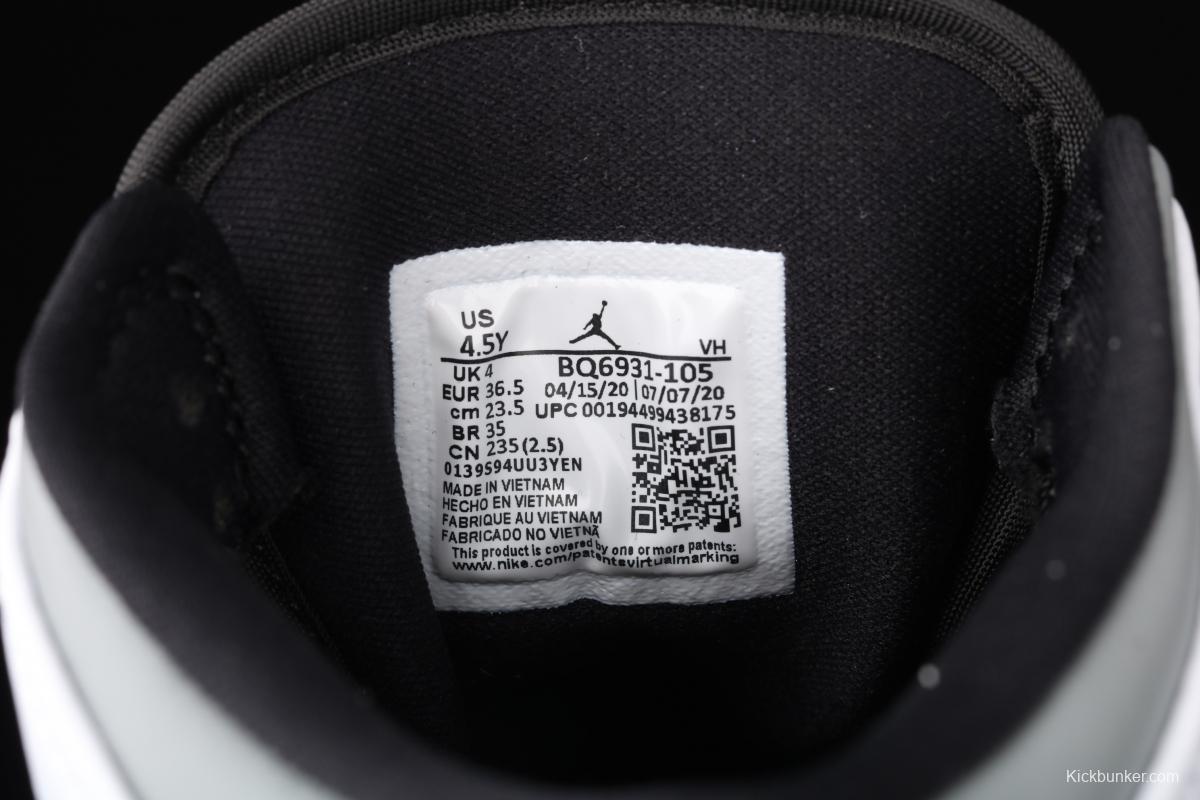 US
4.5Y
VH
UK 4
BQ6931-105
EUR 36.5
04/15/20 | 07/07/20
cm 23.5
UPC 00194499438175
BR 35
CN 235(2.5)
0139S94UU3YEN
MADE IN VIETNAM
HECHO EN VIETNAM
FABRIQUE AU VIETNAM
FABRICADO NO VIETNÃ
This product is covered by one or more patents:
www.nike.com/patentsvirtualmarking
Kickbunker.com